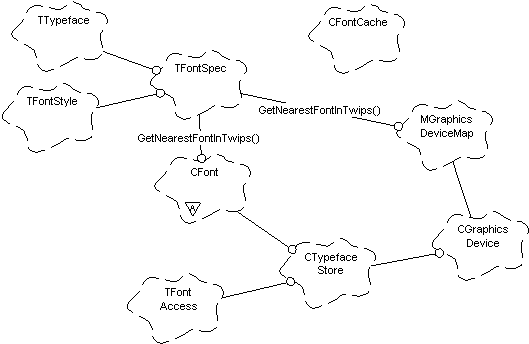 TTypeface
CFontCache
TFontSpec
TFontStyle
GetNearestFontInTwips()
MGraphics
DeviceMap
GetNearestFontInTwips()
CFont
A
CGraphics
Device
CTypeface
Store
TFont
Access